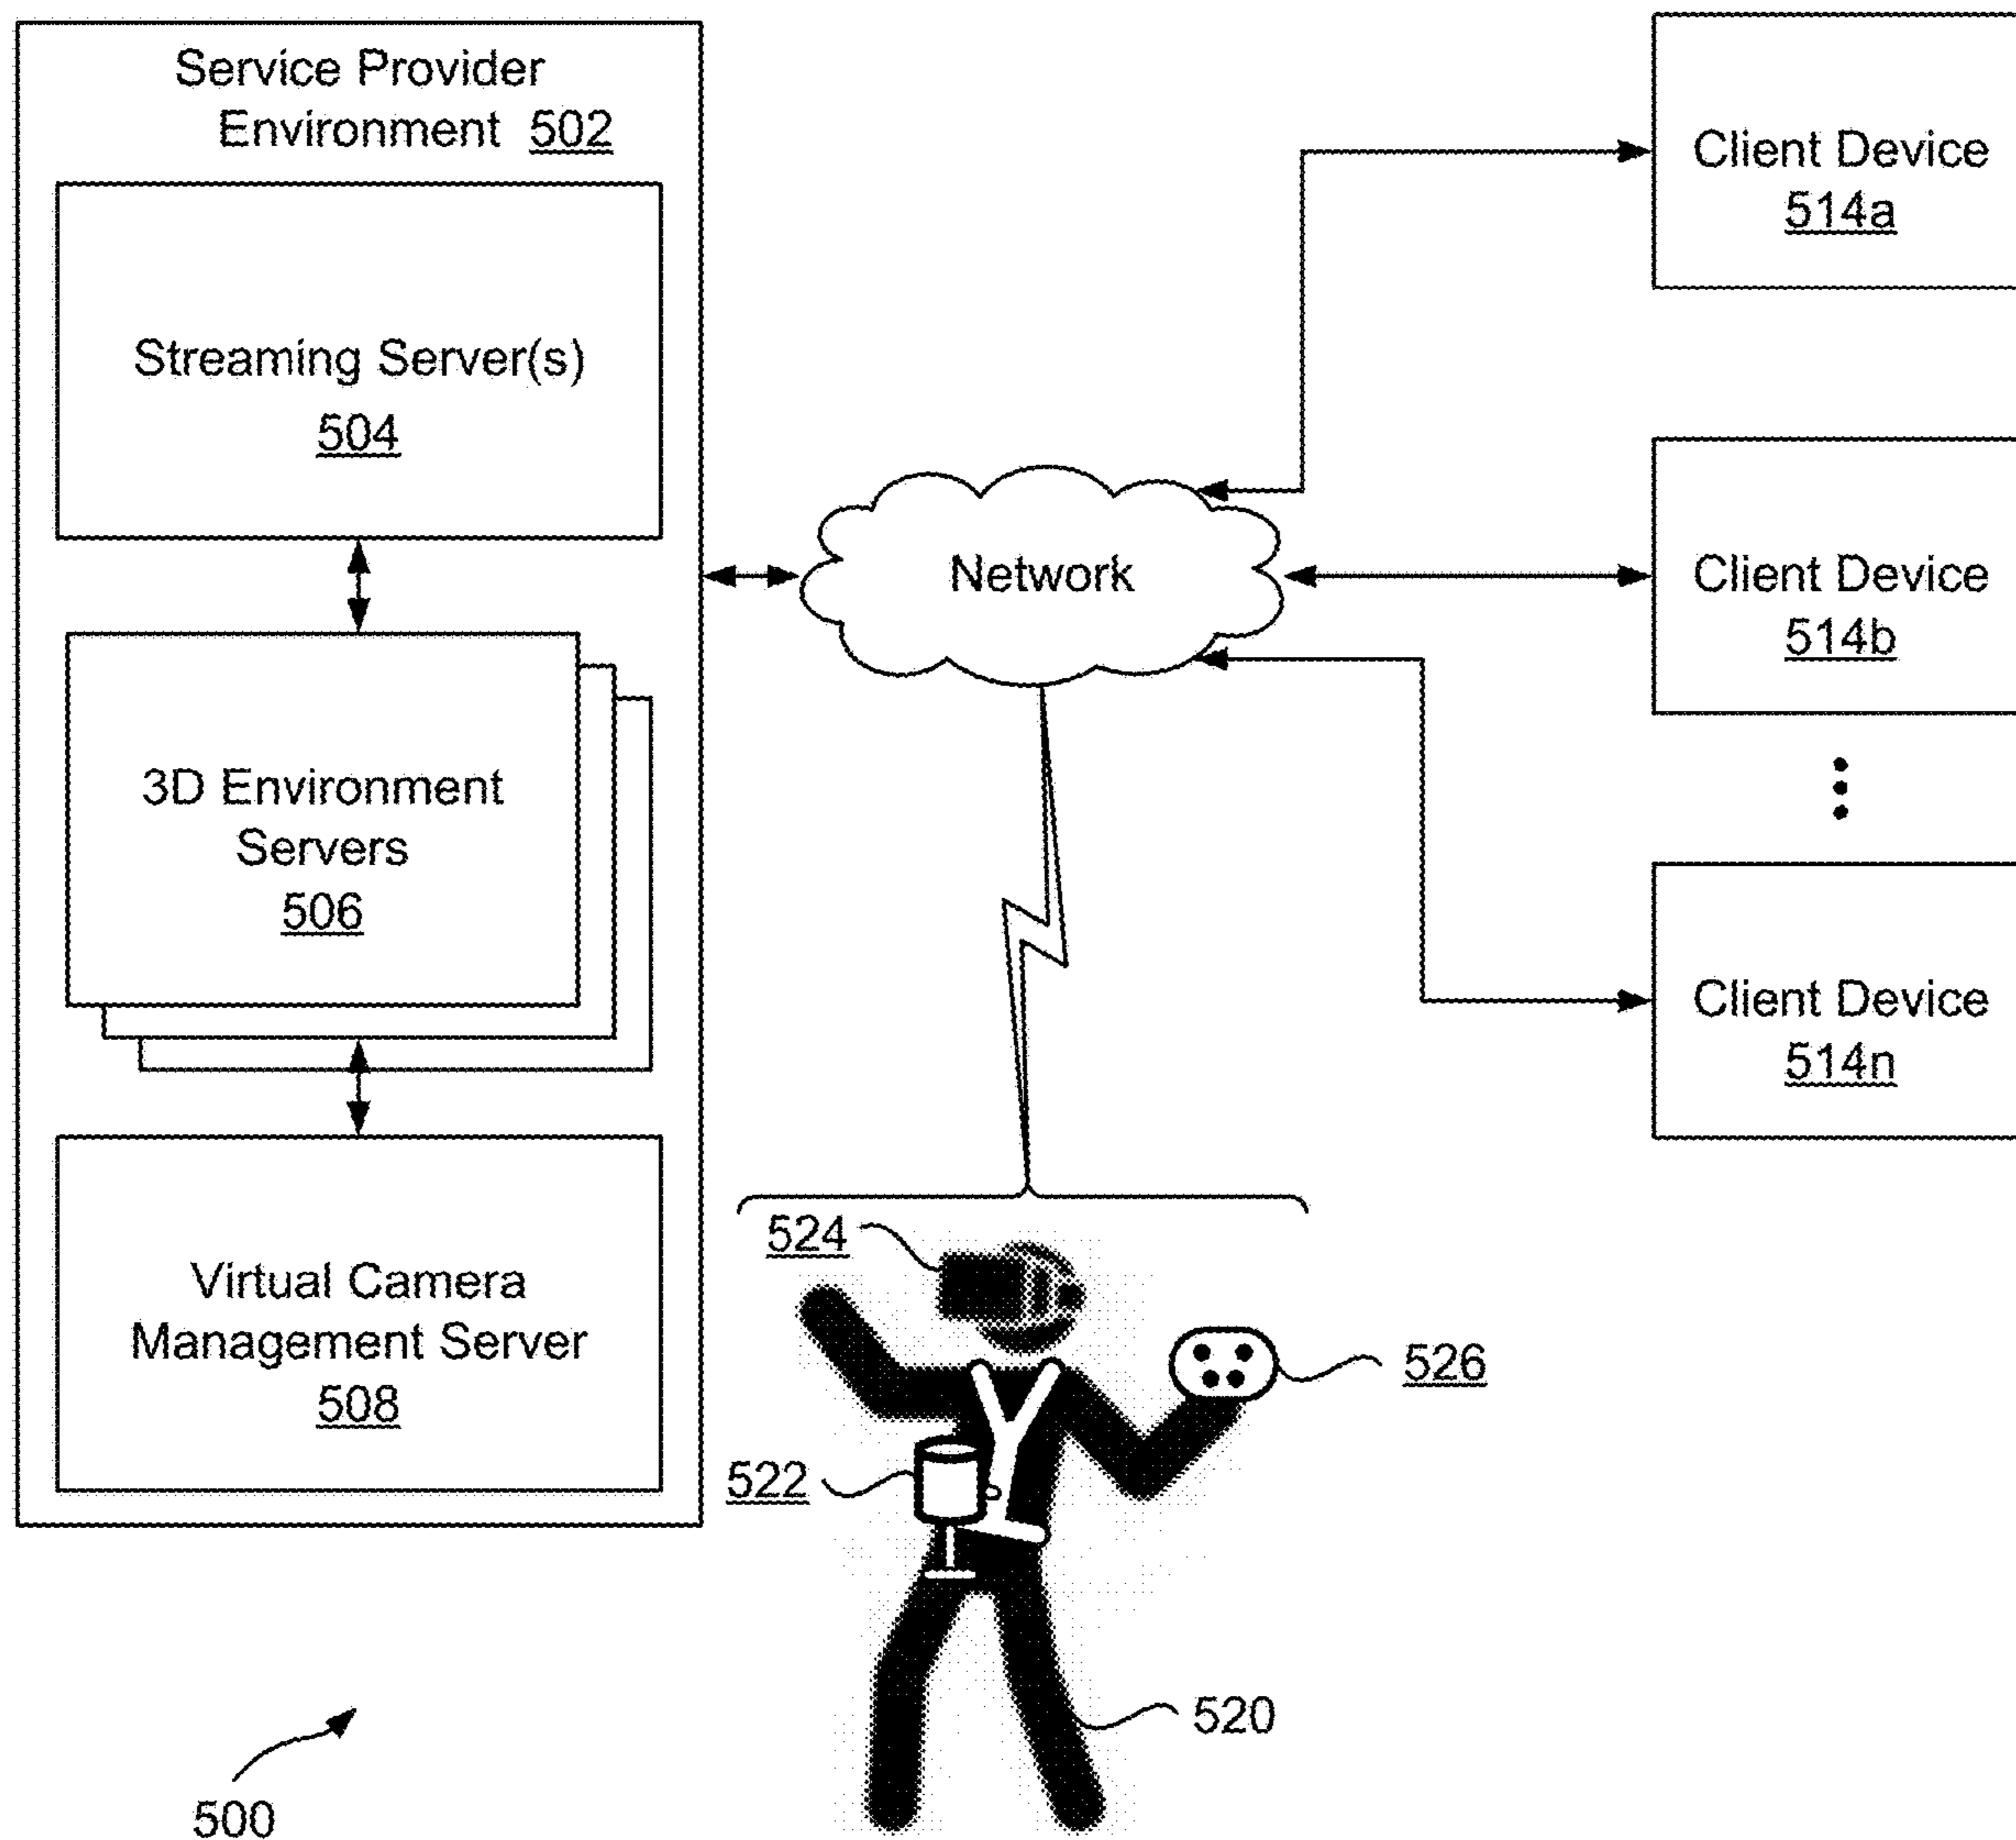 Service Provider
Environment 502
Streaming Server(s)
504
3D Environment
Servers
506
Virtual Camera
Management Server
508
Network
Client Device
514a
Client Device
514b
Client Device
514n
524
526
522
520
500